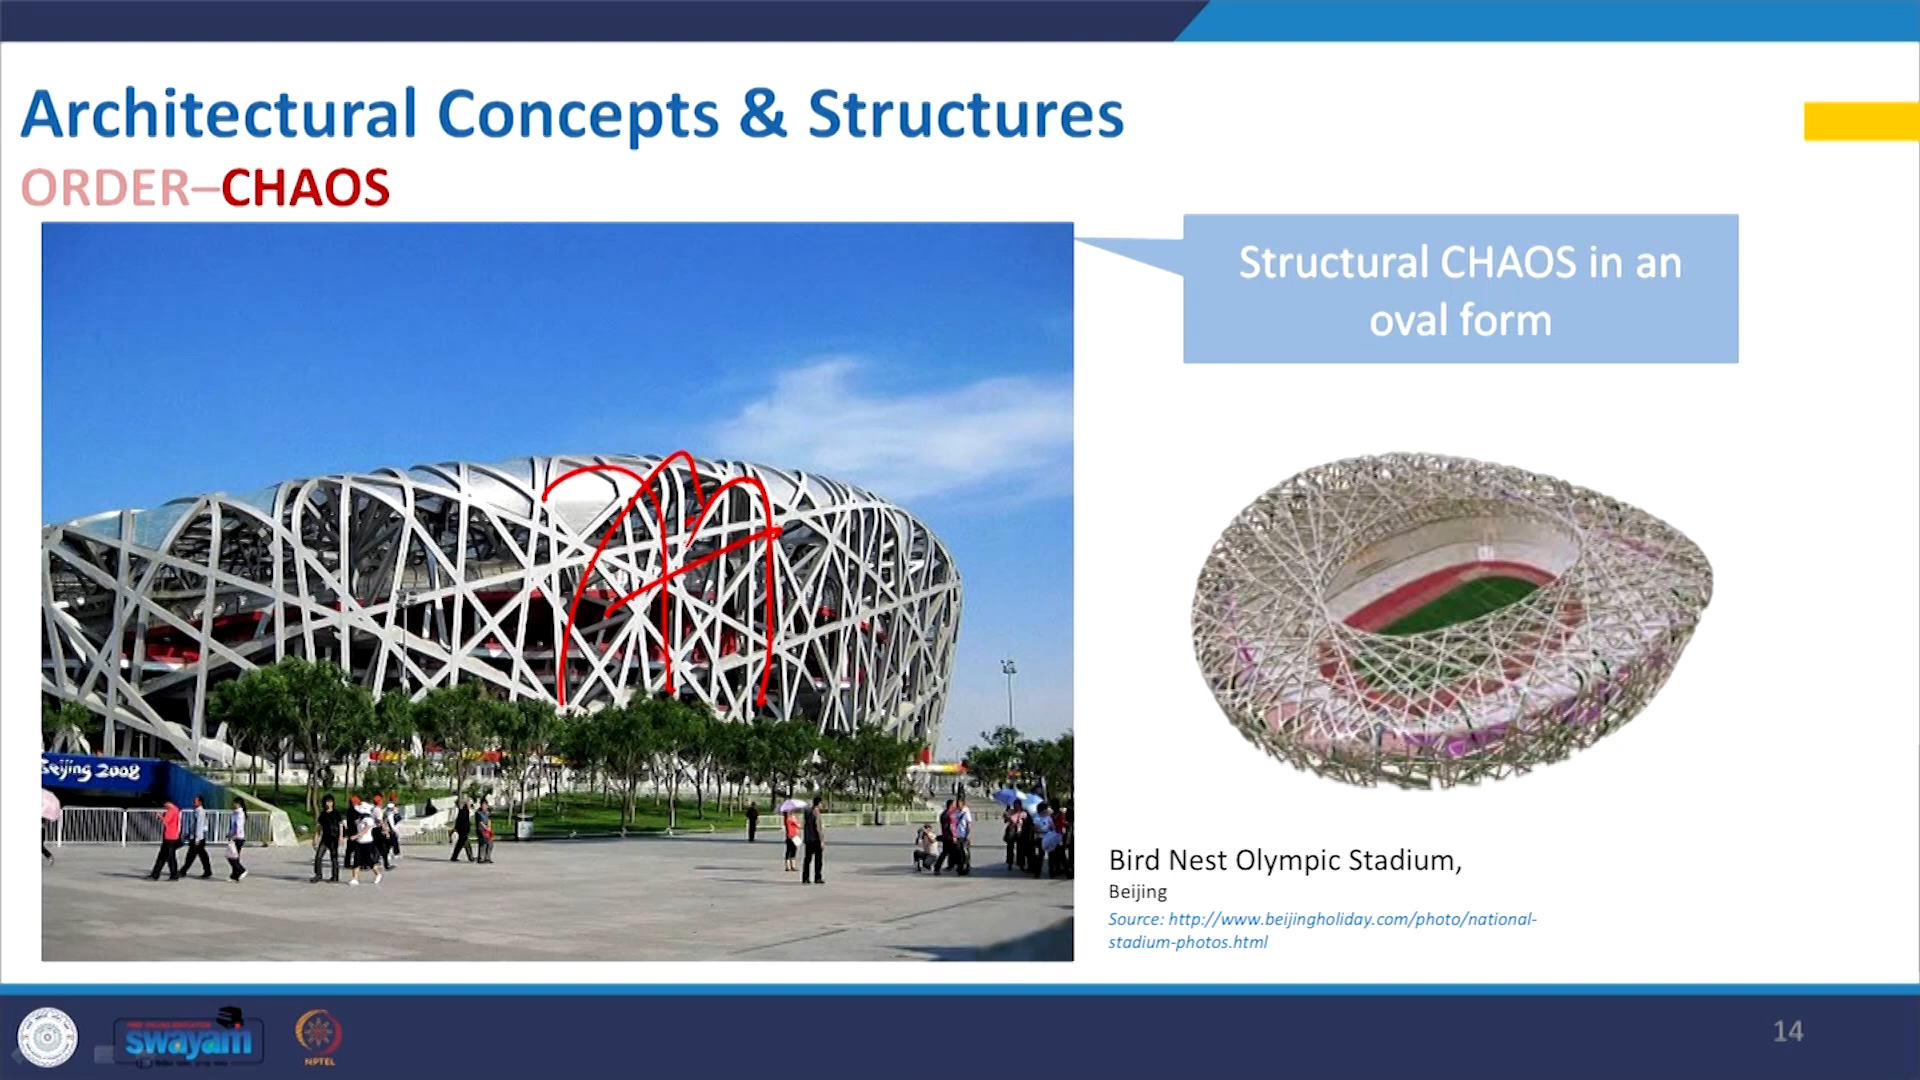 Architectural Concepts & Structures
ORDER–CHAOS
Structural CHAOS in an
oval form
Beijing 2008
Bird Nest Olympic Stadium,
Beijing
Source: http://www.beijingholiday.com/photo/national-
stadium-photos.html
swayam
NPTEL
14